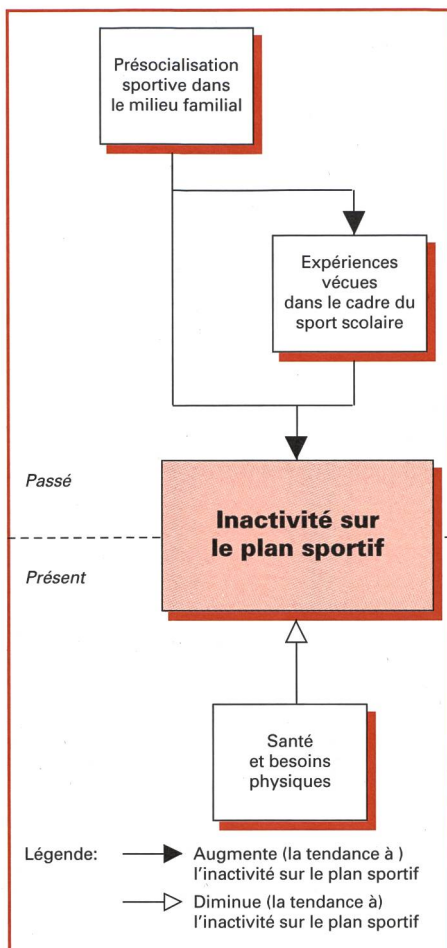 Présocialisation
sportive dans
le milieu familial
Expériences
vécues
dans le cadre du
sport scolaire
Passé
Inactivité sur
le plan sportif
Présent
Santé
et besoins
physiques
Légende:
Augmente (la tendance à )
l'inactivité sur le plan sportif
Diminue (la tendance à)
l'inactivité sur le plan sportif